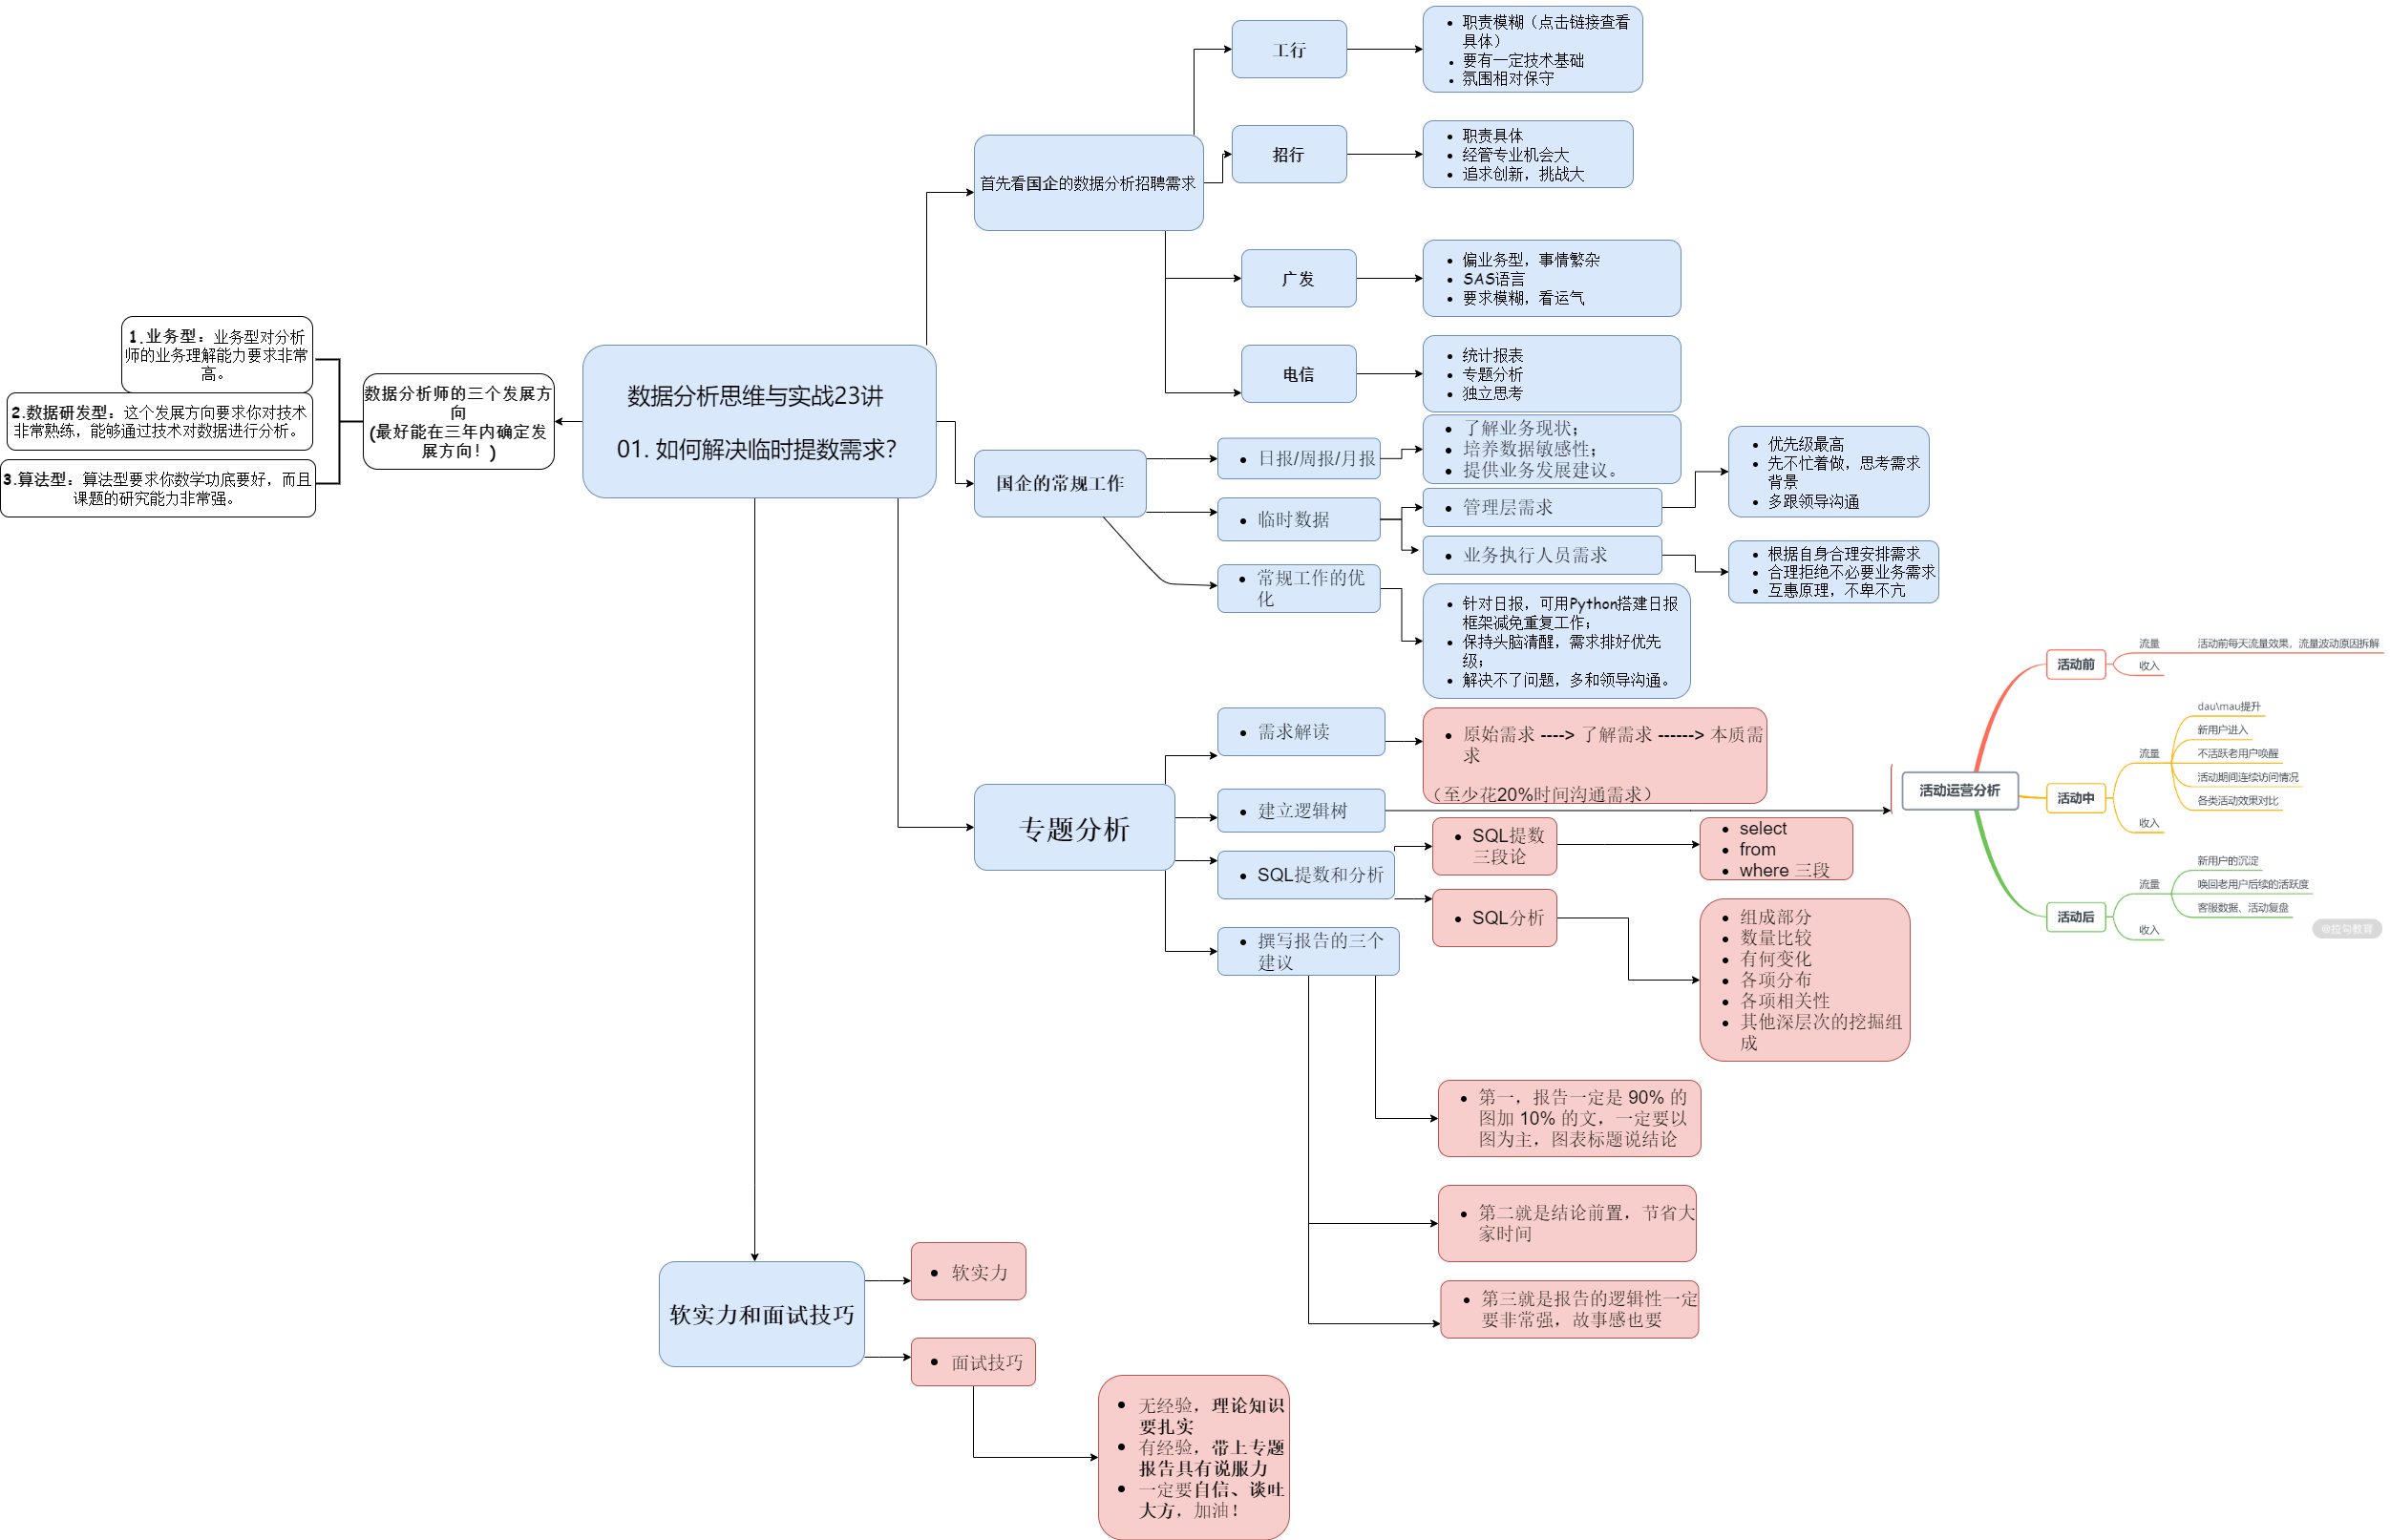 数据分析思维与实战23讲
01. 如何解决临时提数需求？
数据分析师的三个发展方
向
(最好能在三年内确定发
展方向！)
1.业务型：业务型对分析
师的业务理解能力要求非常
高。
2.数据研发型：这个发展方向要求你对技术
非常熟练，能够通过技术对数据进行分析。
3.算法型：算法型要求你数学功底要好，而且
课题的研究能力非常强。
首先看国企的数据分析招聘需求
工行
职责模糊（点击链接查看
具体）
要有一定技术基础
氛围相对保守
招行
职责具体
经管专业机会大
追求创新，挑战大
广发
偏业务型，事情繁杂
SAS语言
要求模糊，看运气
电信
统计报表
专题分析
独立思考
国企的常规工作
日报/周报/月报
了解业务现状；
培养数据敏感性；
提供业务发展建议。
临时数据
管理层需求
优先级最高
先不忙着做，思考需求
背景
多跟领导沟通
业务执行人员需求
根据自身合理安排需求
合理拒绝不必要业务需求
互惠原理，不卑不亢
常规工作的优
化
针对日报，可用Python搭建日报
框架减免重复工作；
保持头脑清醒，需求排好优先
级；
解决不了问题，多和领导沟通。
专题分析
需求解读
原始需求 ----> 了解需求 ------> 本质需
求
（至少花20%时间沟通需求）
建立逻辑树
活动运营分析
活动前
流量
活动前每天流量效果，流量波动原因拆解
收入
活动中
流量
dau\mau提升
新用户进入
不活跃老用户唤醒
活动期间连续访问情况
各类活动效果对比
收入
活动后
流量
新用户的沉淀
唤回老用户后续的活跃度
客服数据、活动复盘
收入
@拉勾教育
SQL提数和分析
SQL提数
三段论
select
from
where 三段
SQL分析
组成部分
数量比较
有何变化
各项分布
各项相关性
其他深层次的挖掘组
成
撰写报告的三个
建议
第一，报告一定是 90% 的
图加 10% 的文，一定要以
图为主，图表标题说结论
第二就是结论前置，节省大
家时间
第三就是报告的逻辑性一定
要非常强，故事感也要
软实力和面试技巧
软实力
面试技巧
无经验，理论知识
要扎实
有经验，带上专题
报告具有说服力
一定要自信、谈吐
大方，加油！